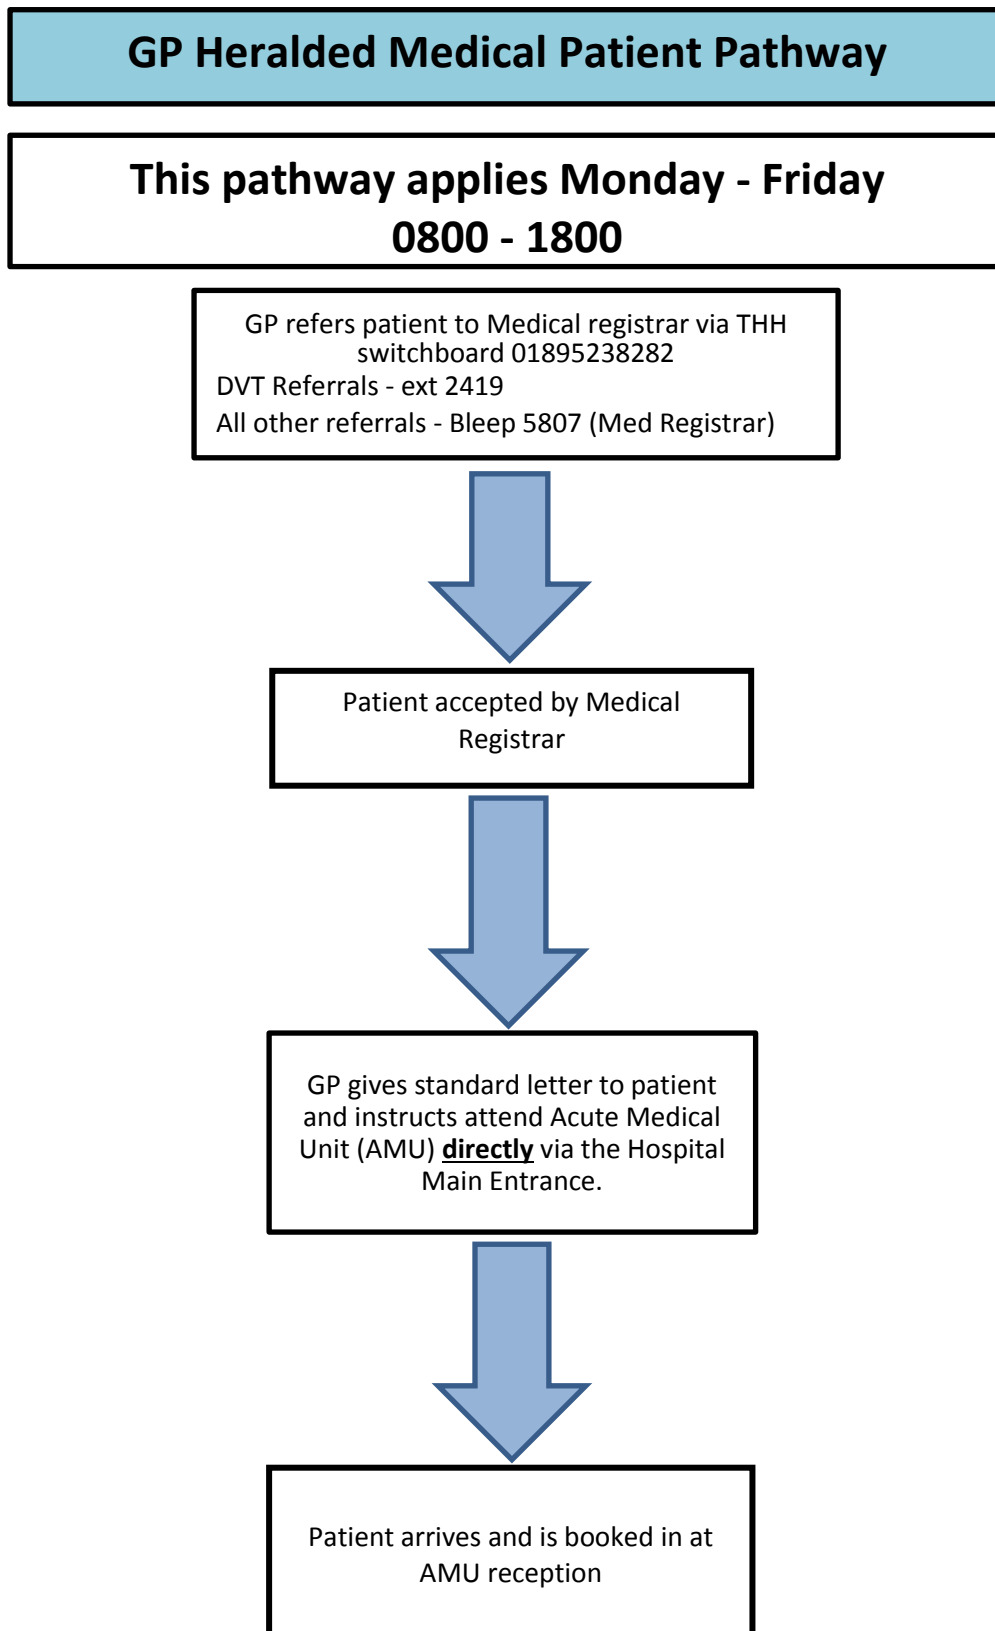 GP Heralded Medical Patient Pathway
This pathway applies Monday - Friday
0800 - 1800
GP refers patient to Medical registrar via THH
switchboard 01895238282
DVT Referrals - ext 2419
All other referrals - Bleep 5807 (Med Registrar)
Patient accepted by Medical
Registrar
GP gives standard letter to patient
and instructs attend Acute Medical
Unit (AMU) directly via the Hospital
Main Entrance.
Patient arrives and is booked in at
AMU reception